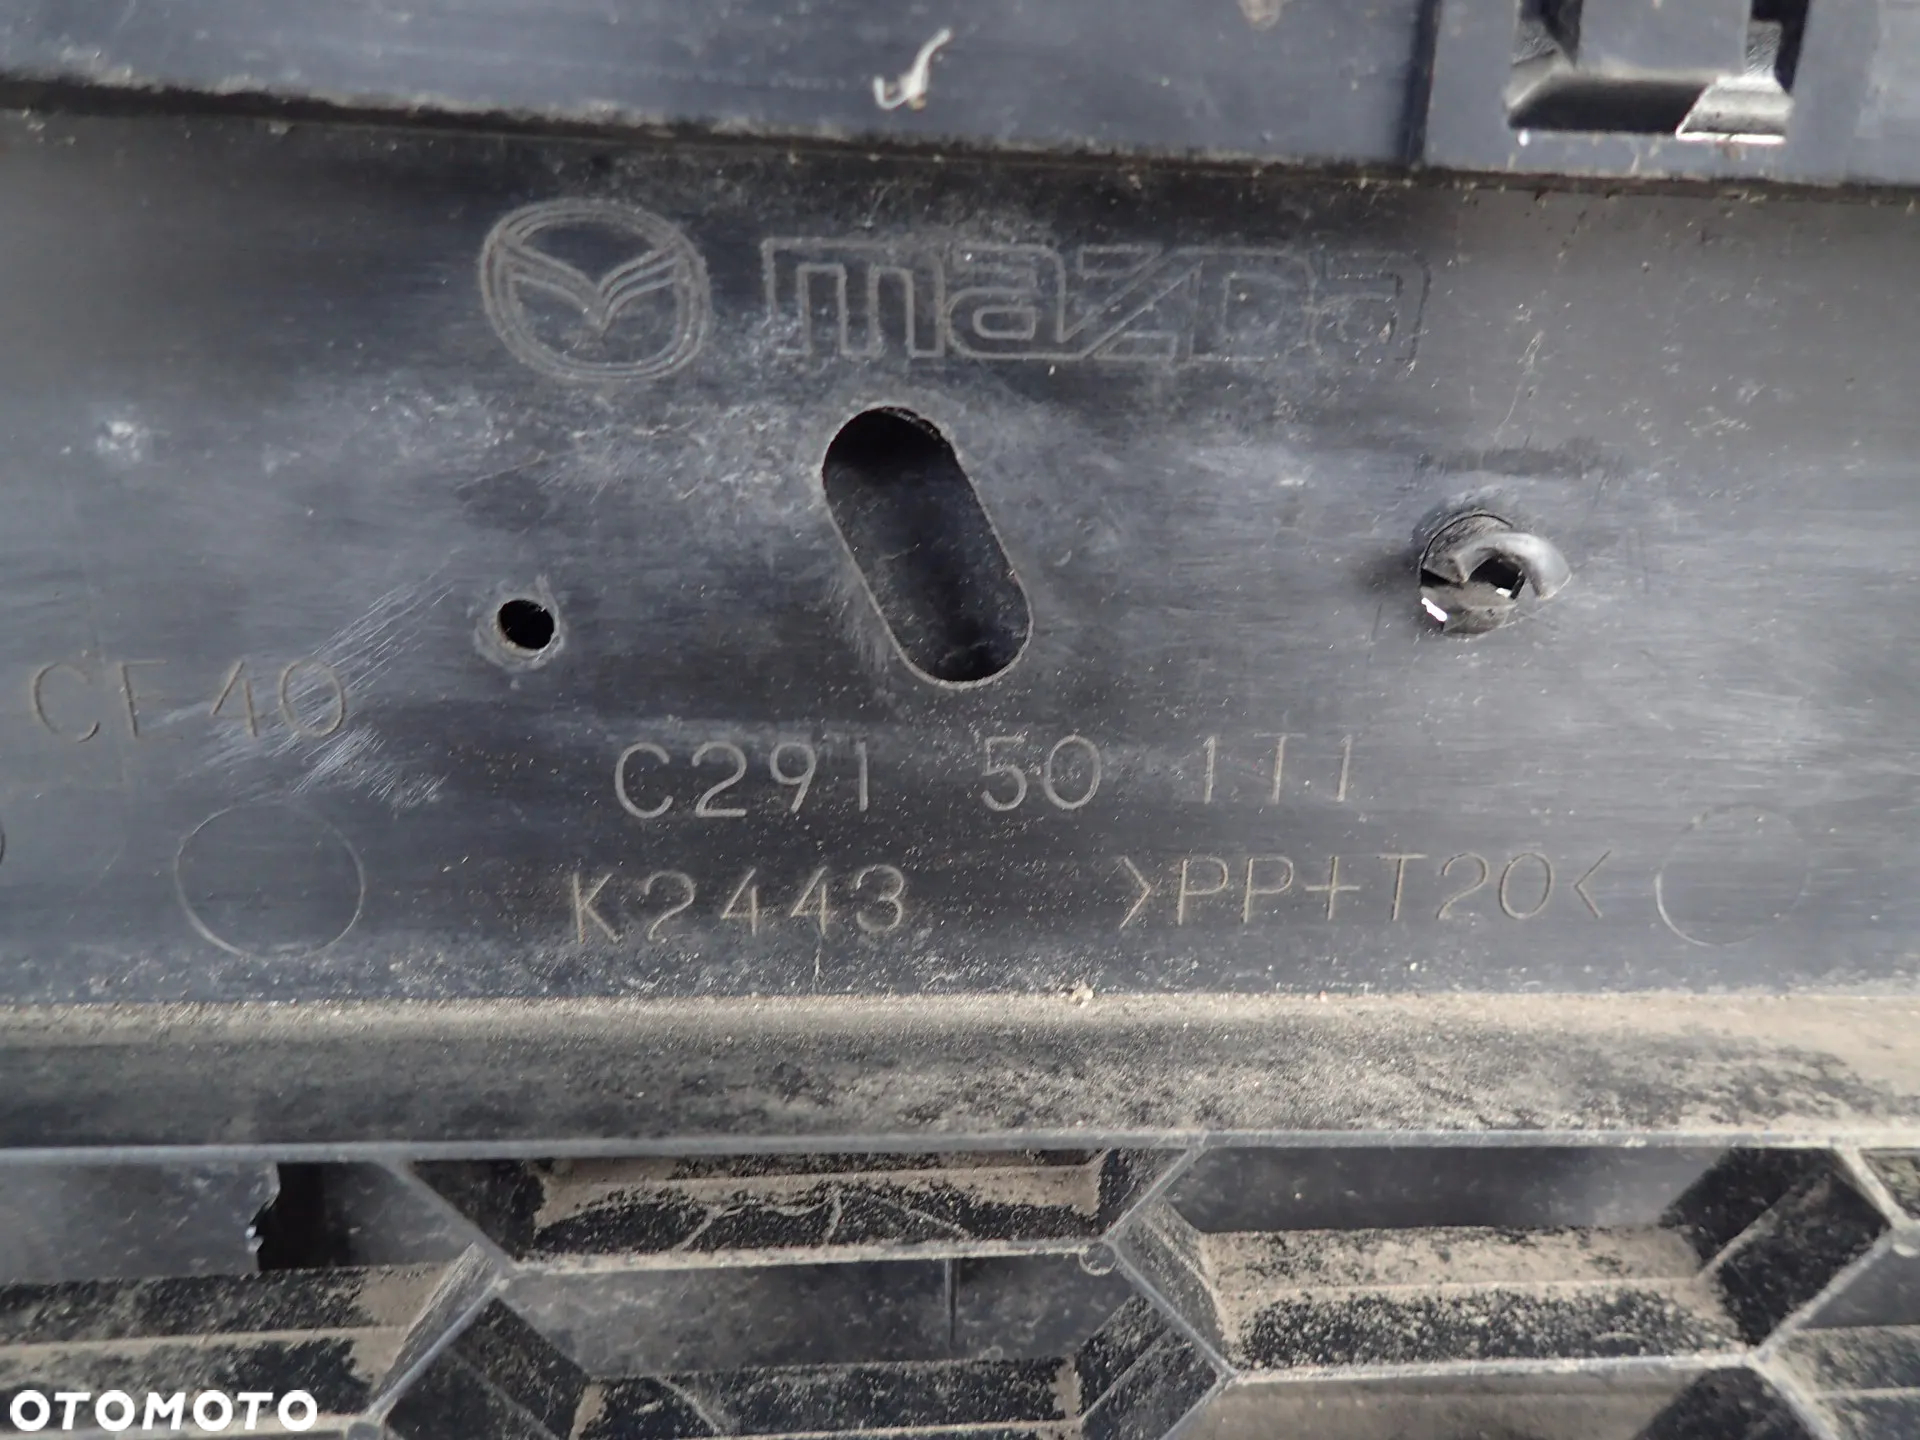 mazda
CE40
C291 50 1T1
K2443 >PP+T20<
OTOMOTO